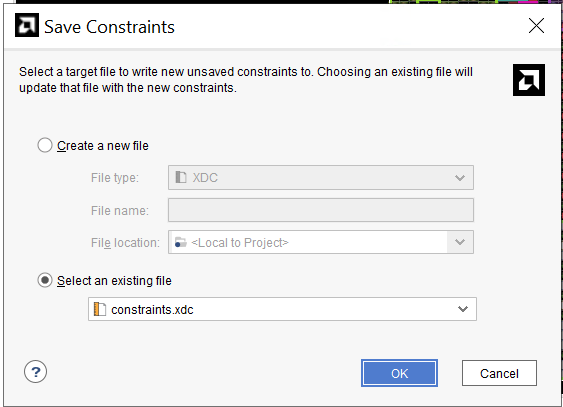 Save Constraints
Select a target file to write new unsaved constraints to. Choosing an existing file will
update that file with the new constraints.
Create a new file
File type: XDC
File name:
File location: <Local to Project>
Select an existing file
constraints.xdc
?
OK Cancel